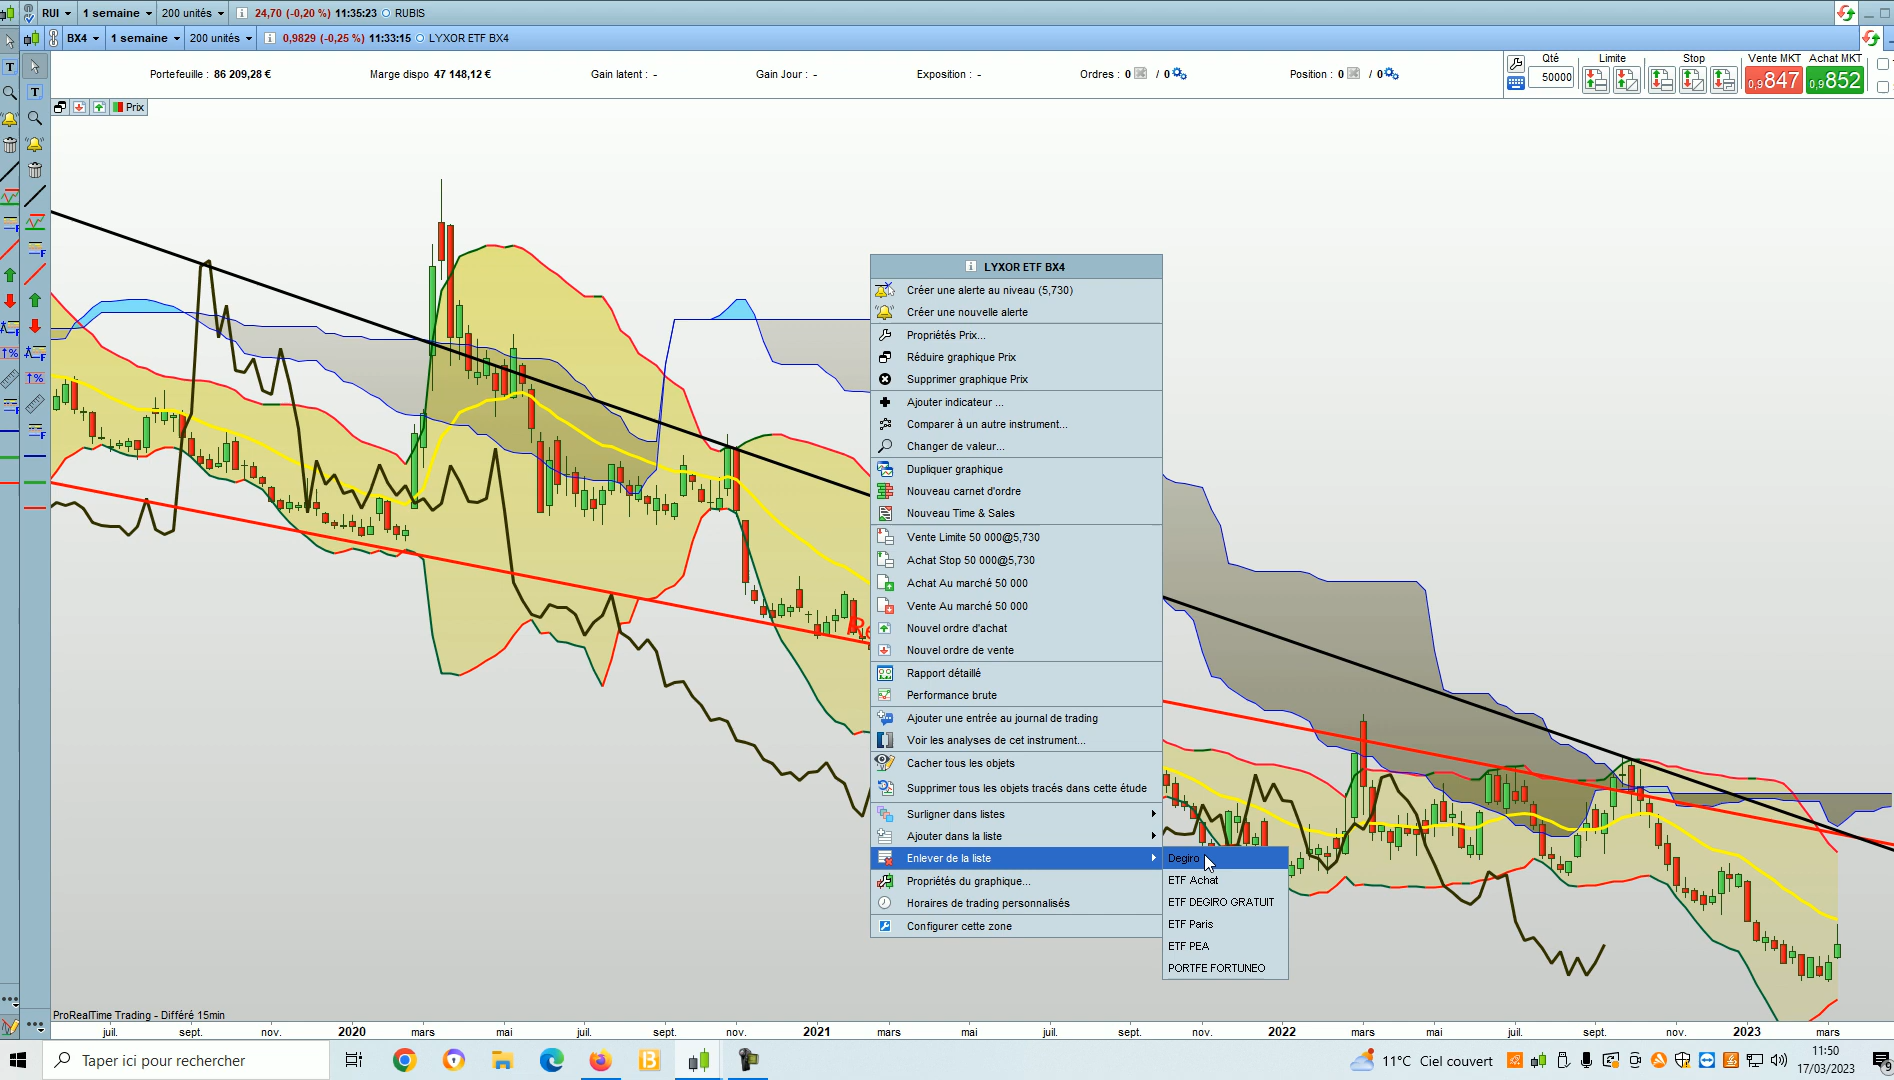 RUI 1 semaine 200 unités 24,70 (-0,20 %) 11:35:23 RUBIS
BX4 1 semaine 200 unités 0,9829 (-0,25 %) 11:33:15 LYXOR ETF BX4
Portefeuille : 86 209,28 € Marge dispo 47 148,12 € Gain latent : - Gain Jour : - Exposition : - Ordres : 0 / 0 Position : 0 / 0
Qté Limite Stop Vente MKT Achat MKT
50000 0,9847 0,9852
Prix
LYXOR ETF BX4
Créer une alerte au niveau (5,730)
Créer une nouvelle alerte
Propriétés Prix...
Réduire graphique Prix
Supprimer graphique Prix
Ajouter indicateur ...
Comparer à un autre instrument...
Changer de valeur...
Dupliquer graphique
Nouveau carnet d'ordre
Nouveau Time & Sales
Vente Limite 50 000@5,730
Achat Stop 50 000@5,730
Achat Au marché 50 000
Vente Au marché 50 000
Nouvel ordre d'achat
Nouvel ordre de vente
Rapport détaillé
Performance brute
Ajouter une entrée au journal de trading
Voir les analyses de cet instrument...
Cacher tous les objets
Supprimer tous les objets tracés dans cette étude
Surligner dans listes
Ajouter dans la liste
Enlever de la liste
Propriétés du graphique...
Horaires de trading personnalisés
Configurer cette zone
Degiro
ETF Achat
ETF DEGIRO GRATUIT
ETF Paris
ETF PEA
PORTFE FORTUNEO
ProRealTime Trading - Différé 15min
juil. sept. nov. 2020 mars mai juil. sept. nov. 2021 mars mai juil. sept. nov. 2022 mars mai juil. sept. nov. 2023 mars
Taper ici pour rechercher
11°C Ciel couvert
11:50
17/03/2023
9